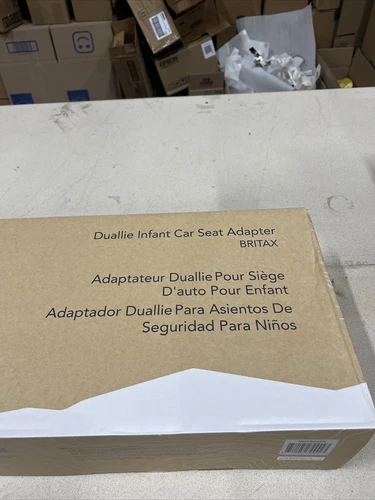 Duallie Infant Car Seat Adapter
BRITAX
Adaptateur Duallie Pour Siège
D'auto Pour Enfant
Adaptador Duallie Para Asientos De
Seguridad Para Niños